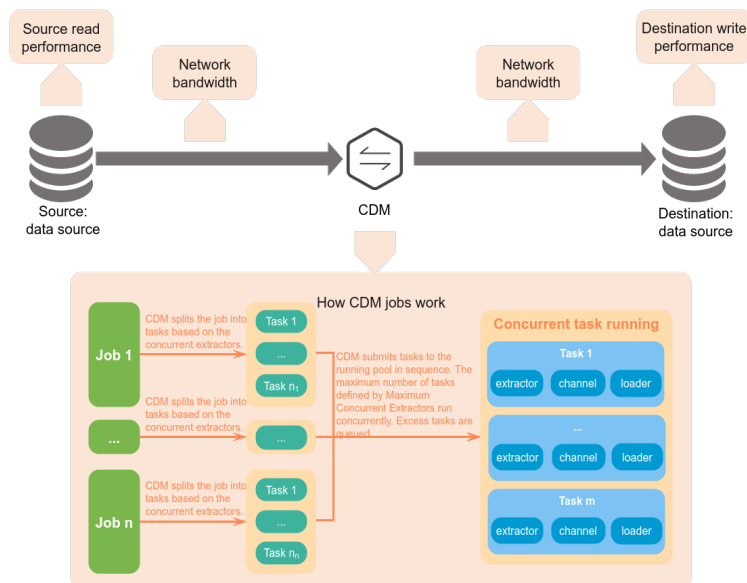 Source read
performance
Destination write
performance
Network
bandwidth
Network
bandwidth
Source:
data source
CDM
Destination:
data source
How CDM jobs work
Job 1
CDM splits the job into
tasks based on the
concurrent extractors.
Task 1
...
Task n1
...
CDM splits the job into
tasks based on the
concurrent extractors.
...
Job n
CDM splits the job into
tasks based on the
concurrent extractors.
Task 1
...
Task nn
CDM submits tasks to the
running pool in sequence. The
maximum number of tasks
defined by Maximum
Concurrent Extractors run
concurrently. Excess tasks are
queued.
Concurrent task running
Task 1
extractor channel loader
...
extractor channel loader
Task m
extractor channel loader